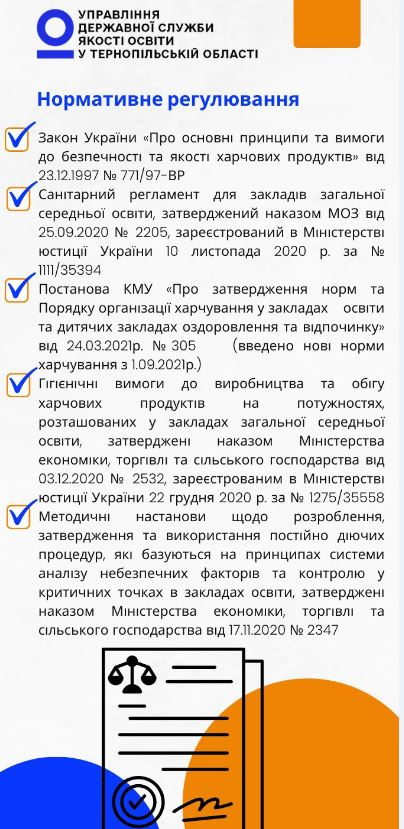 УПРАВЛІННЯ
ДЕРЖАВНОЇ СЛУЖБИ
ЯКОСТІ ОСВІТИ
У ТЕРНОПІЛЬСЬКІЙ ОБЛАСТІ
Нормативне регулювання
Закон України «Про основні принципи та вимоги
до безпечності та якості харчових продуктів» від
23.12.1997 № 771/97-ВР
Санітарний регламент для закладів загальної
середньої освіти, затверджений наказом МОЗ від
25.09.2020 № 2205, зареєстрований в Міністерстві
юстиції України 10 листопада 2020 р. за №
1111/35394
Постанова КМУ «Про затвердження норм та
Порядку організації харчування у закладах освіти
та дитячих закладах оздоровлення та відпочинку»
від 24.03.2021р. №305 (введено нові норми
харчування з 1.09.2021р.)
Гігієнічні вимоги до виробництва та обігу
харчових продуктів на потужностях,
розташованих у закладах загальної середньої
освіти, затверджені наказом Міністерства
економіки, торгівлі та сільського господарства від
03.12.2020 № 2532, зареєстрованим в Міністерстві
юстиції України 22 грудня 2020 р. за № 1275/35558
Методичні настанови щодо розроблення,
затвердження та використання постійно діючих
процедур, які базуються на принципах системи
аналізу небезпечних факторів та контролю у
критичних точках в закладах освіти, затверджені
наказом Міністерства економіки, торгівлі та
сільського господарства від 17.11.2020 № 2347